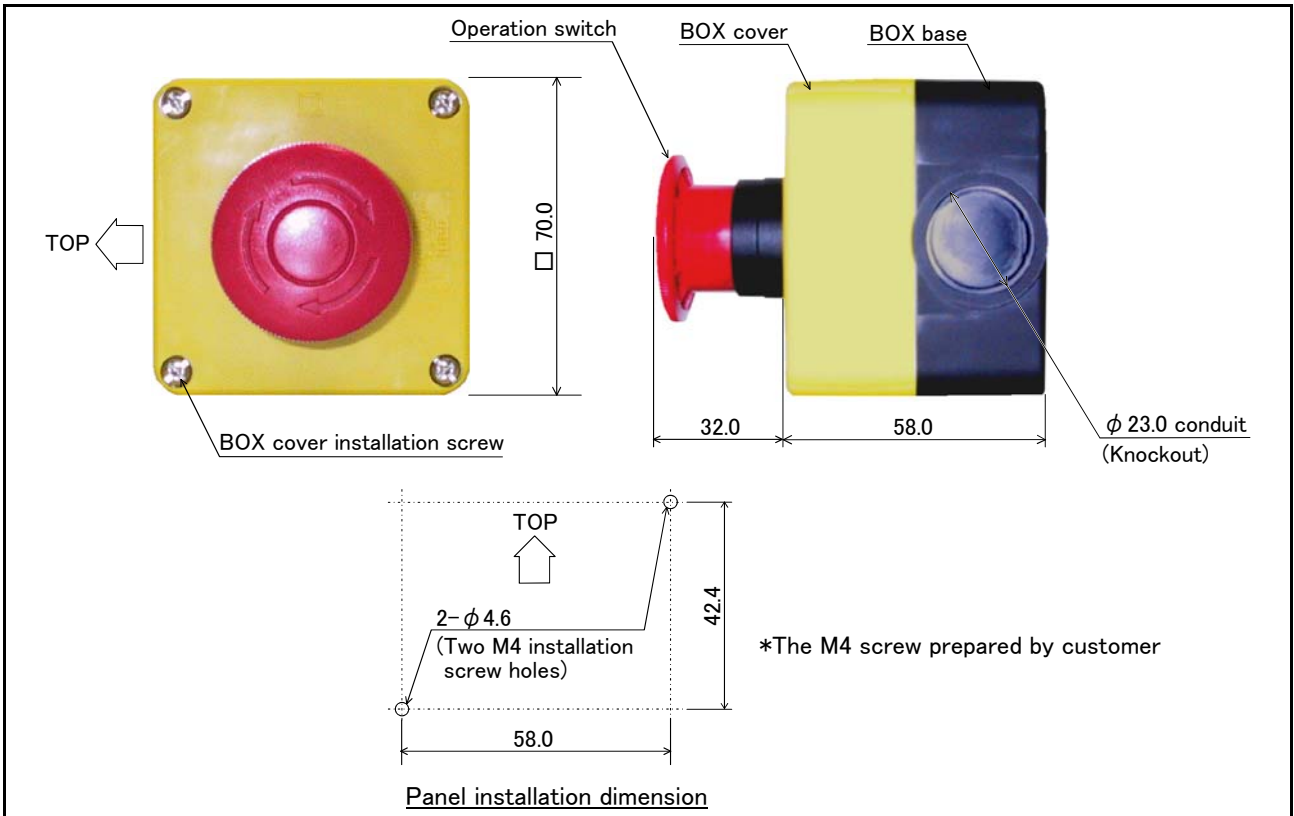 Operation switch
BOX cover
BOX base
TOP
□ 70.0
BOX cover installation screw
32.0
58.0
φ 23.0 conduit
(Knockout)
TOP
2-φ 4.6
(Two M4 installation
screw holes)
42.4
*The M4 screw prepared by customer
58.0
Panel installation dimension